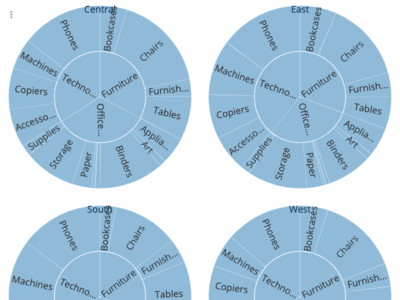 Central
Bookcases
Phones
Chairs
Machines
Furniture
Techno...
Furnish...
Copiers
Tables
Office...
Accesso...
Applia...
Supplies
Art
Storage
Binders
Paper
East
Bookcases
Phones
Chairs
Machines
Furniture
Techno...
Furnish...
Copiers
Tables
Office...
Accesso...
Applia...
Supplies
Art
Storage
Binders
Paper
South
Bookcases
Phones
Chairs
Furnish...
Machines
Furniture
Techno...
Tables
West
Bookcases
Phones
Chairs
Machines
Furniture
Techno...
Furnish...
Copiers